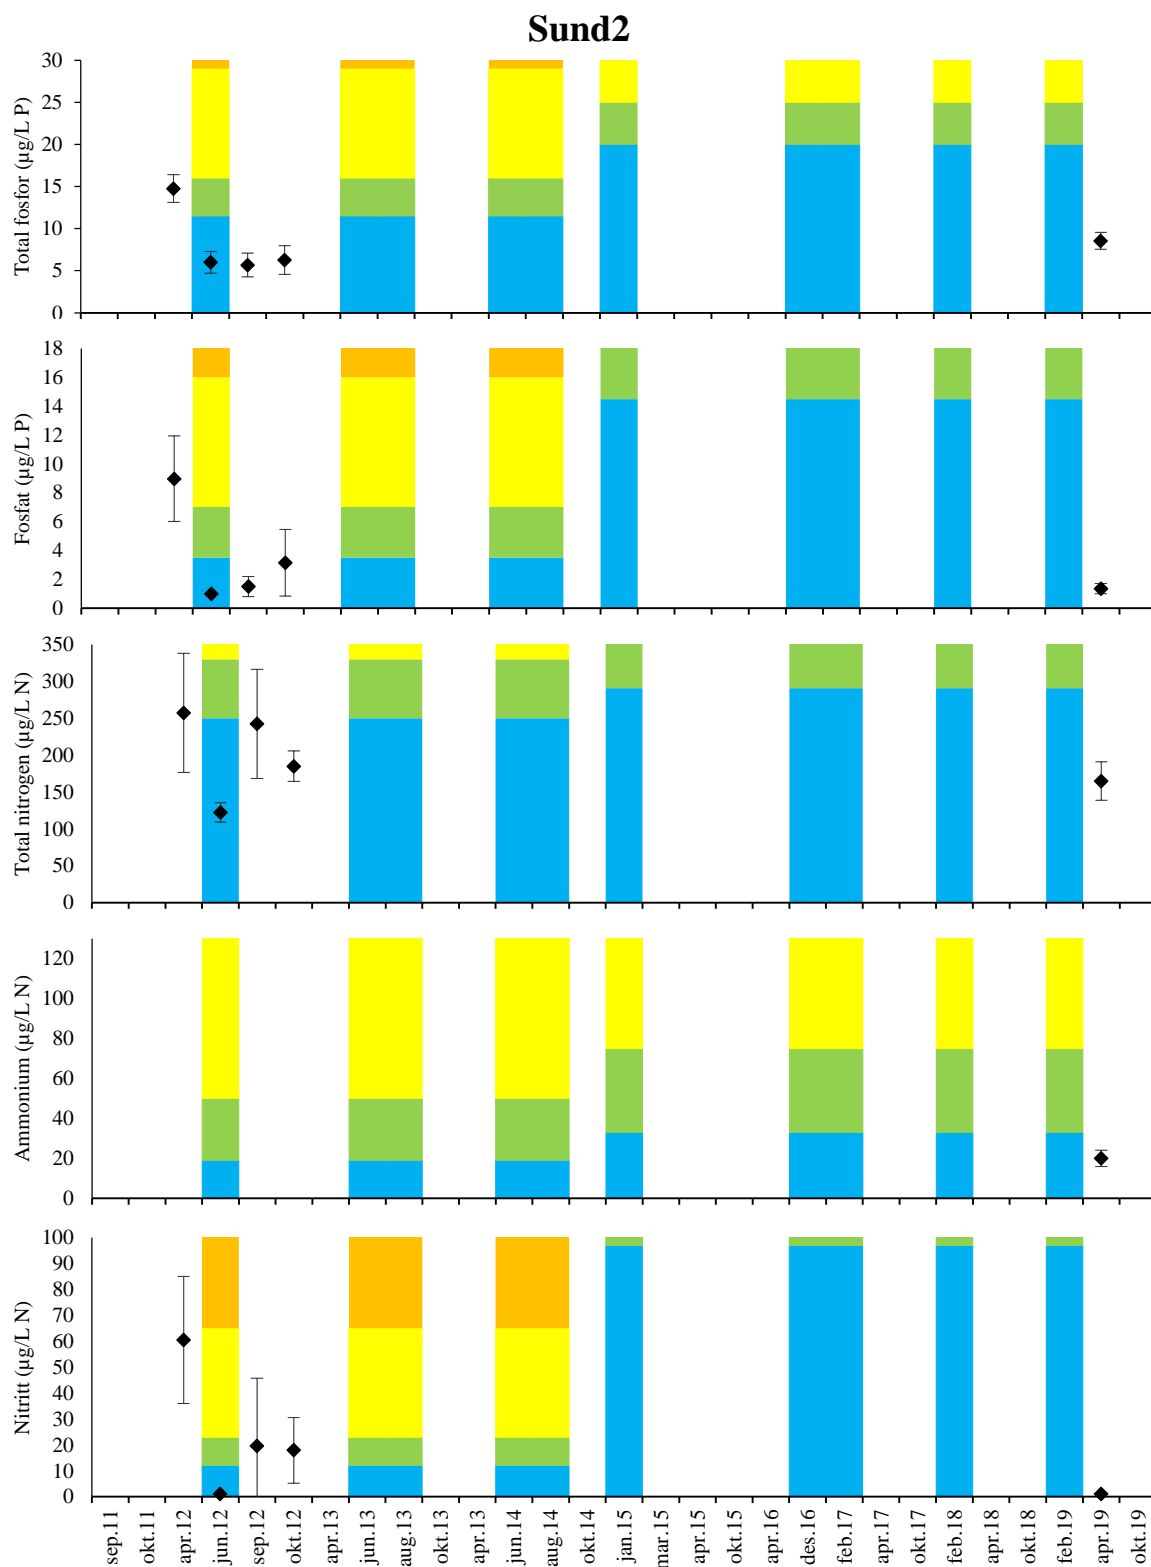 Sund2
Total fosfor (µg/L P)
30
25
20
15
10
5
0
Fosfat (µg/L P)
18
16
14
12
10
8
6
4
2
0
Total nitrogen (µg/L N)
350
300
250
200
150
100
50
0
Ammonium (µg/L N)
120
100
80
60
40
20
0
Nitritt (µg/L N)
100
90
80
70
60
50
40
30
20
10
0
sep.11
okt.11
apr.12
jun.12
sep.12
okt.12
apr.13
jun.13
aug.13
okt.13
apr.13
jun.14
aug.14
okt.14
jan.15
mar.15
apr.15
okt.15
apr.16
des.16
feb.17
apr.17
okt.17
feb.18
apr.18
okt.18
feb.19
apr.19
okt.19